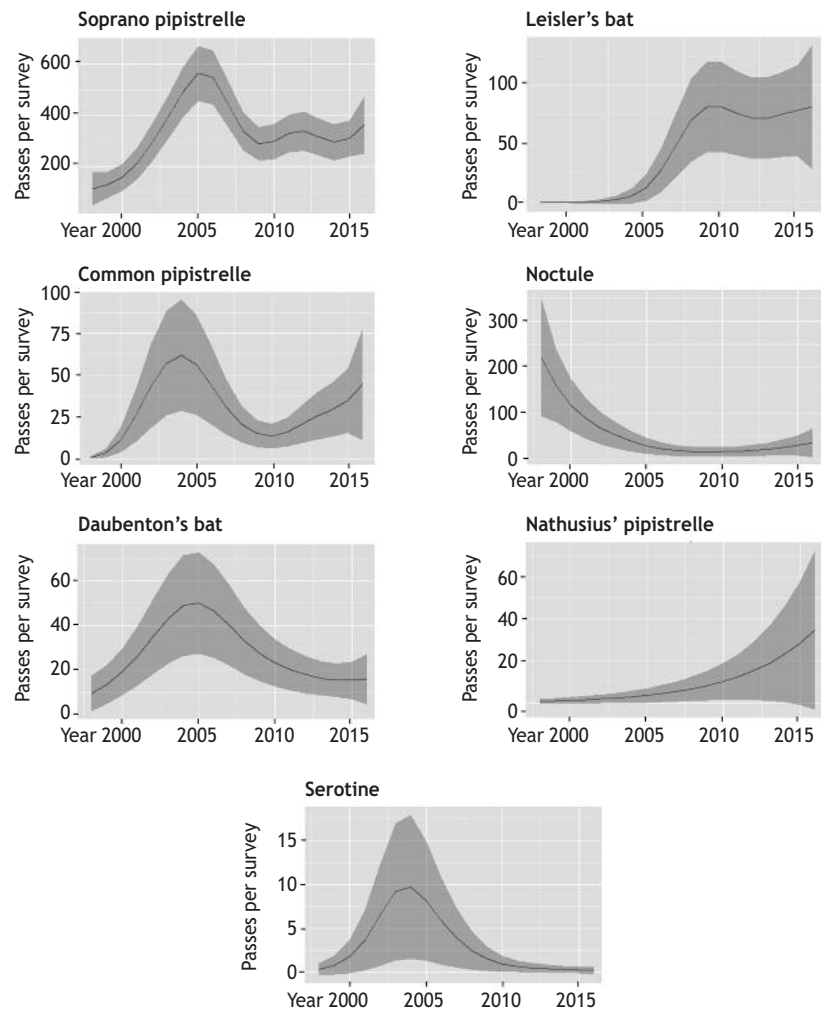 Soprano pipistrelle
Passes per survey
600
400
200
Year 2000 2005 2010 2015
Leisler's bat
Passes per survey
100
50
0
Year 2000 2005 2010 2015
Common pipistrelle
Passes per survey
100
75
50
25
0
Year 2000 2005 2010 2015
Noctule
Passes per survey
300
200
100
0
Year 2000 2005 2010 2015
Daubenton's bat
Passes per survey
60
40
20
0
Year 2000 2005 2010 2015
Nathusius' pipistrelle
Passes per survey
60
40
20
0
Year 2000 2005 2010 2015
Serotine
Passes per survey
15
10
5
0
Year 2000 2005 2010 2015